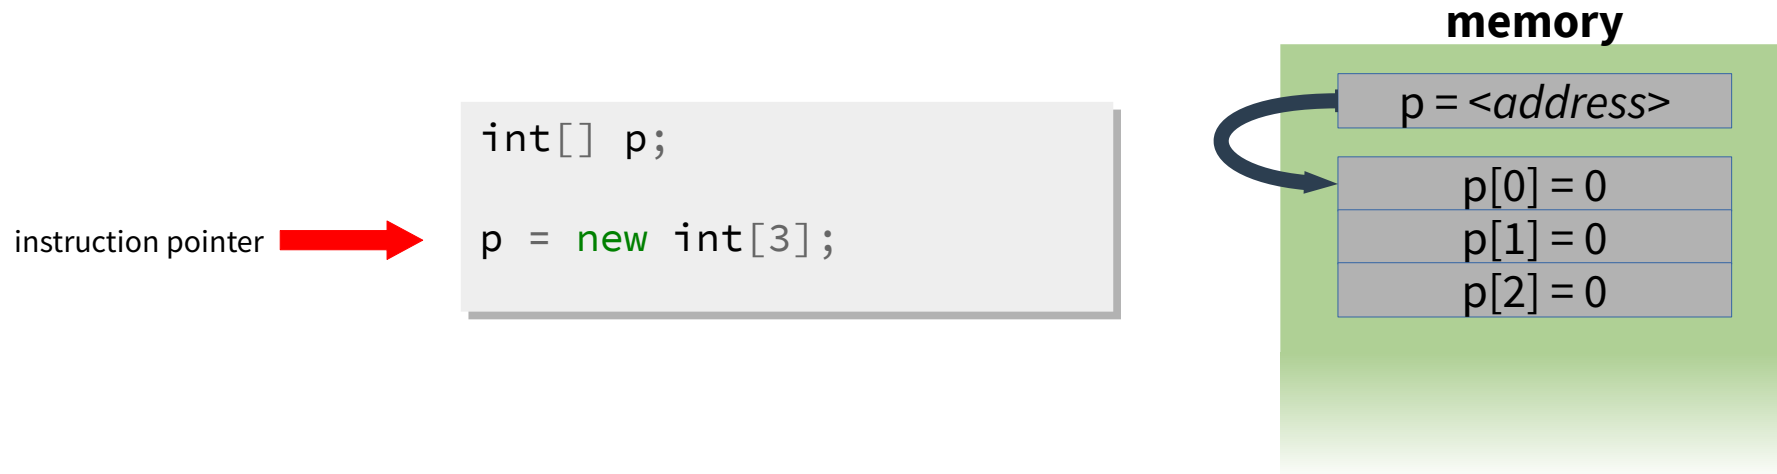 memory
p = <address>
int[] p;
p[0] = 0
instruction pointer
p = new int[3];
p[1] = 0
p[2] = 0